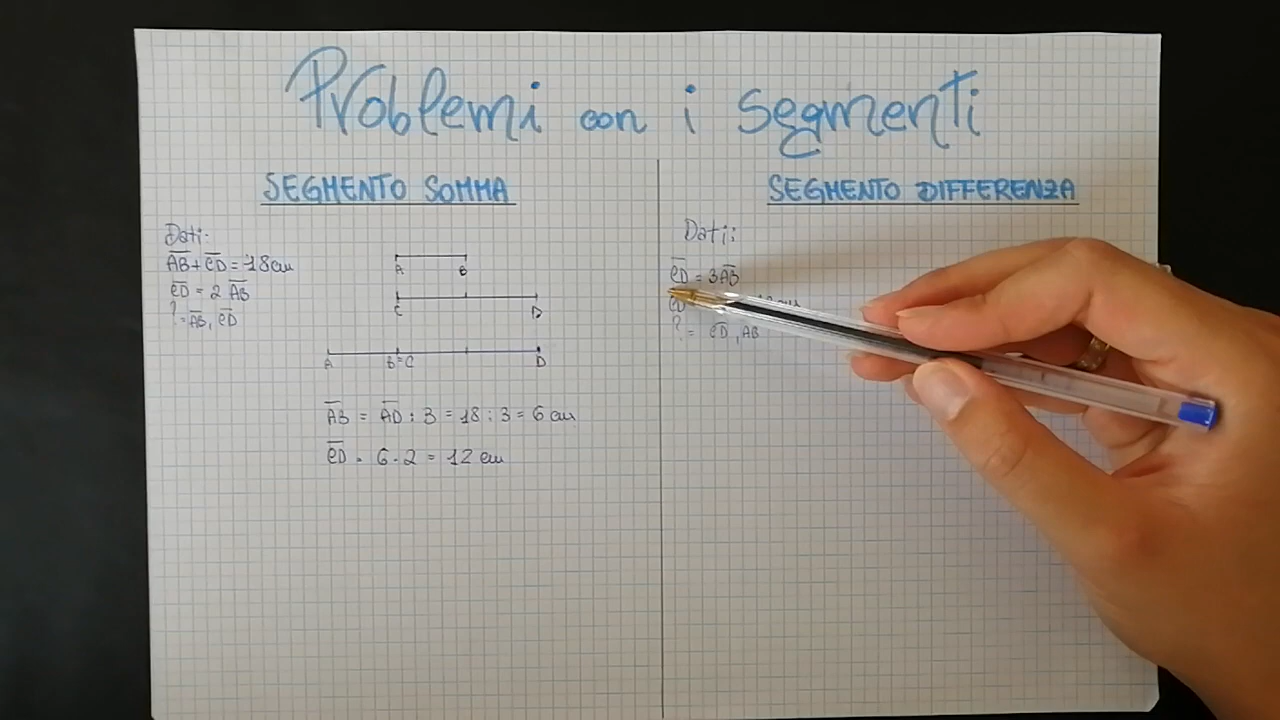 Problemi con i segmenti
SEGMENTO SOMMA
Dati:
AB + CD = 18 cm
CD = 2 AB
? = AB, CD
A B
C D
A B≡C D
AB = AD : 3 = 18 : 3 = 6 cm
CD = 6 · 2 = 12 cm
SEGMENTO DIFFERENZA
Dati:
CD = 3AB
CD
? = CD, AB